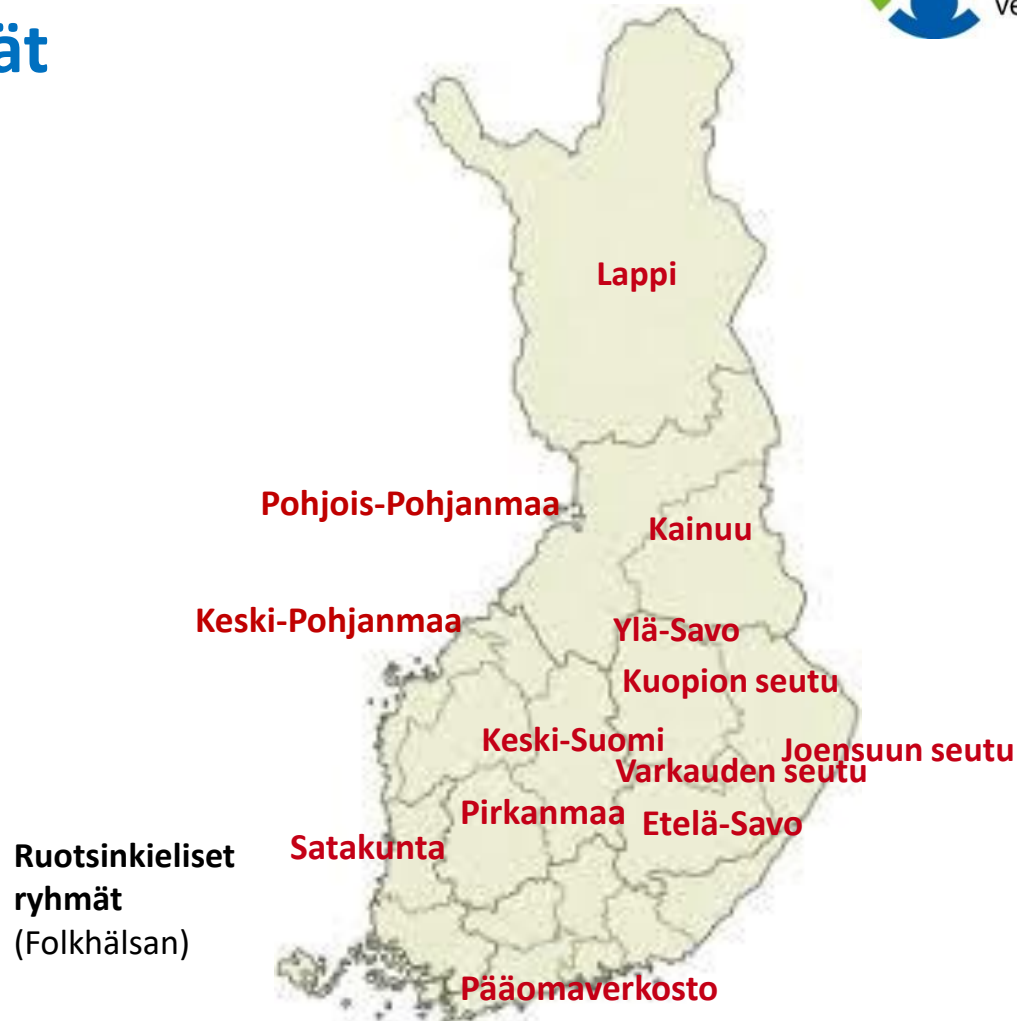 ät
ve
Lappi
Pohjois-Pohjanmaa
Kainuu
Keski-Pohjanmaa
Ylä-Savo
Kuopion seutu
Keski-Suomi
Joensuun seutu
Varkauden seutu
Pirkanmaa
Etelä-Savo
Satakunta
Ruotsinkieliset
ryhmät
(Folkhälsan)
Pääomaverkosto